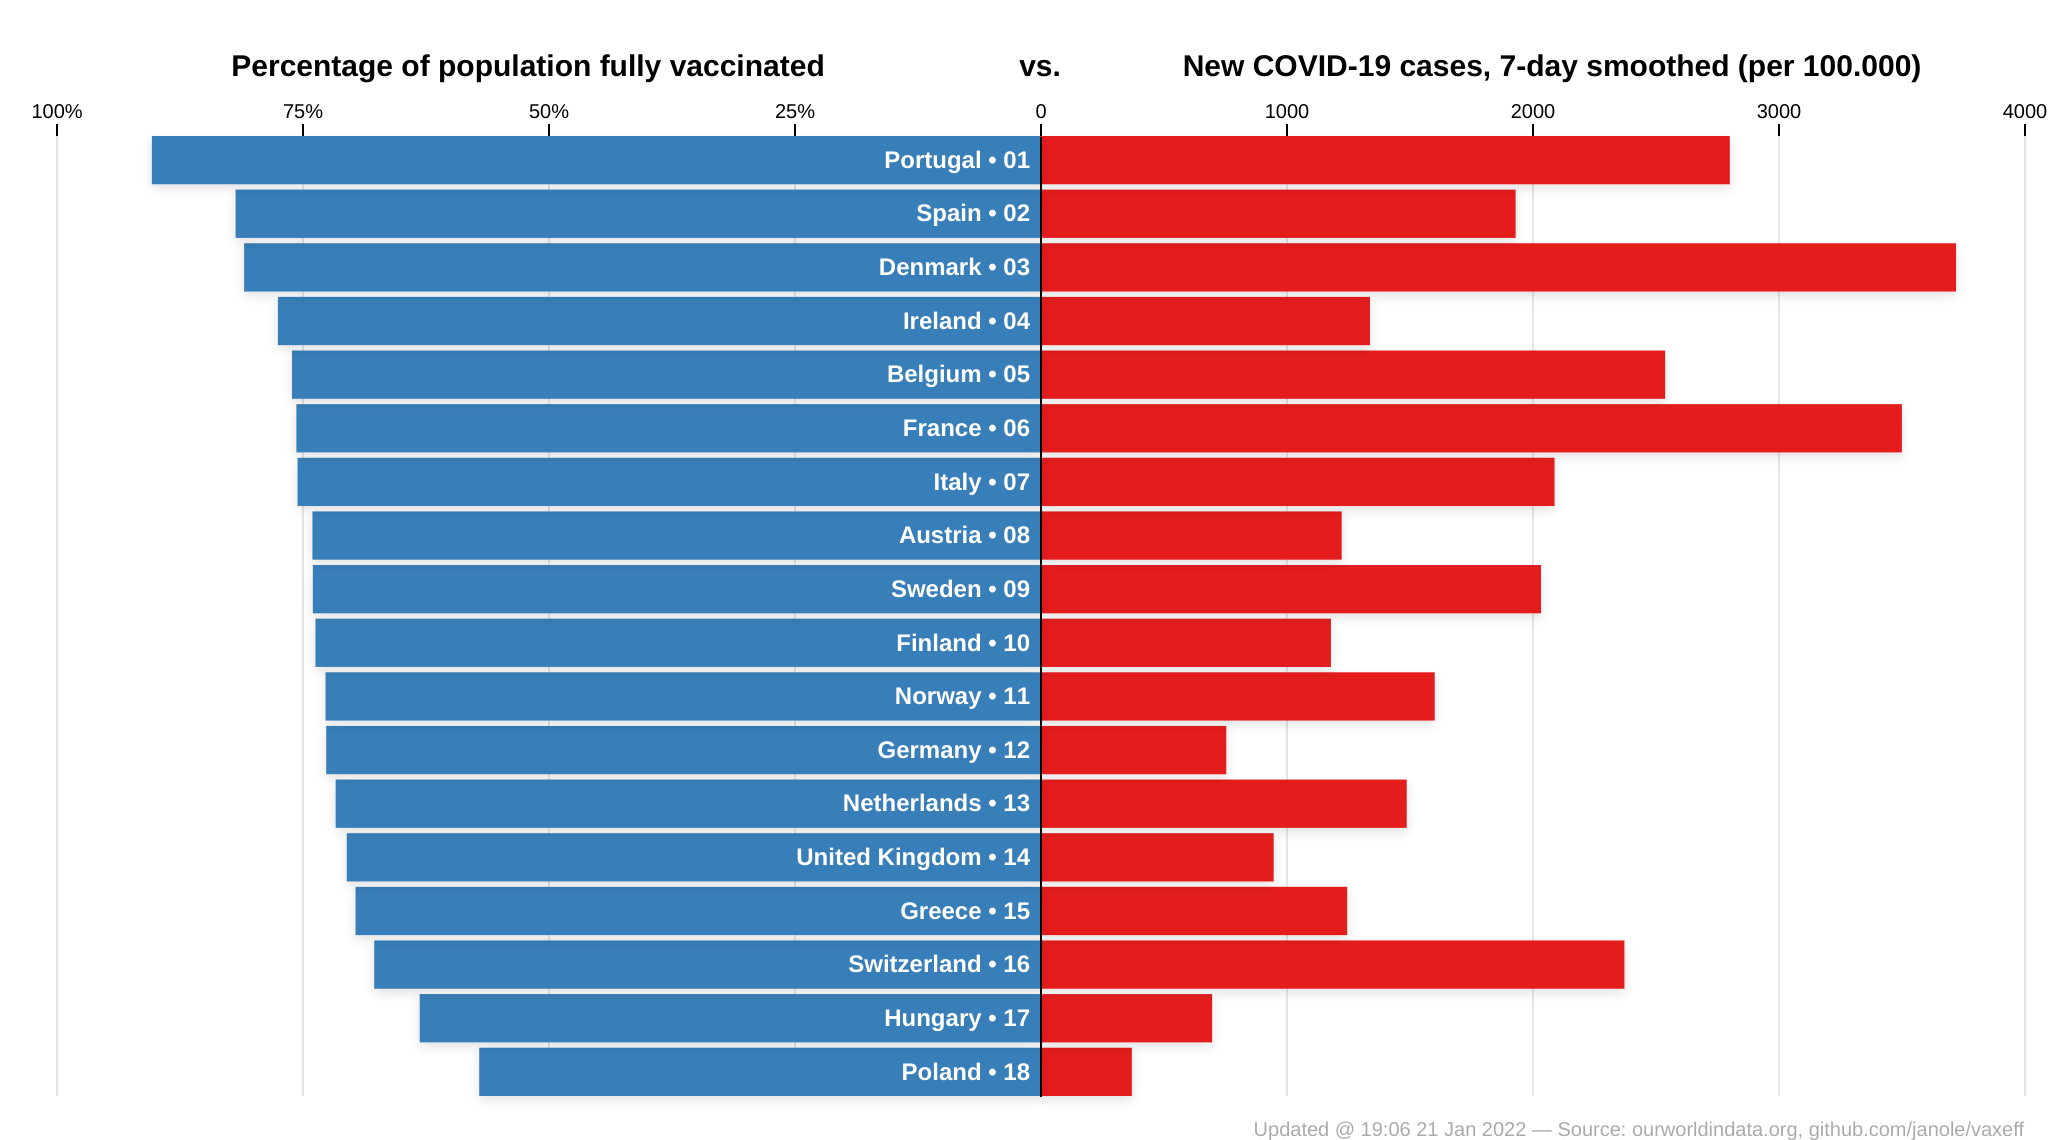 Percentage of population fully vaccinated vs. New COVID-19 cases, 7-day smoothed (per 100.000)
100% 75% 50% 25% 0 1000 2000 3000 4000
Portugal • 01
Spain • 02
Denmark • 03
Ireland • 04
Belgium • 05
France • 06
Italy • 07
Austria • 08
Sweden • 09
Finland • 10
Norway • 11
Germany • 12
Netherlands • 13
United Kingdom • 14
Greece • 15
Switzerland • 16
Hungary • 17
Poland • 18
Updated @ 19:06 21 Jan 2022 — Source: ourworldindata.org, github.com/janole/vaxeff